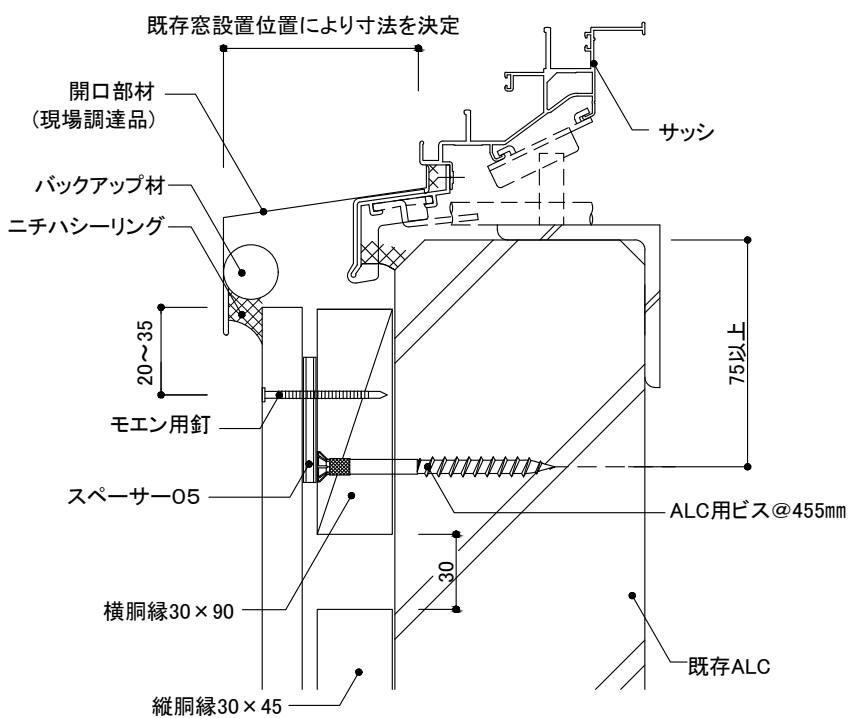 既存窓設置位置により寸法を決定
開口部材
(現場調達品)
サッシ
バックアップ材
ニチハシーリング
20～35
75以上
モエン用釘
スペーサー05
ALC用ビス@455mm
30
横胴縁30×90
既存ALC
縦胴縁30×45